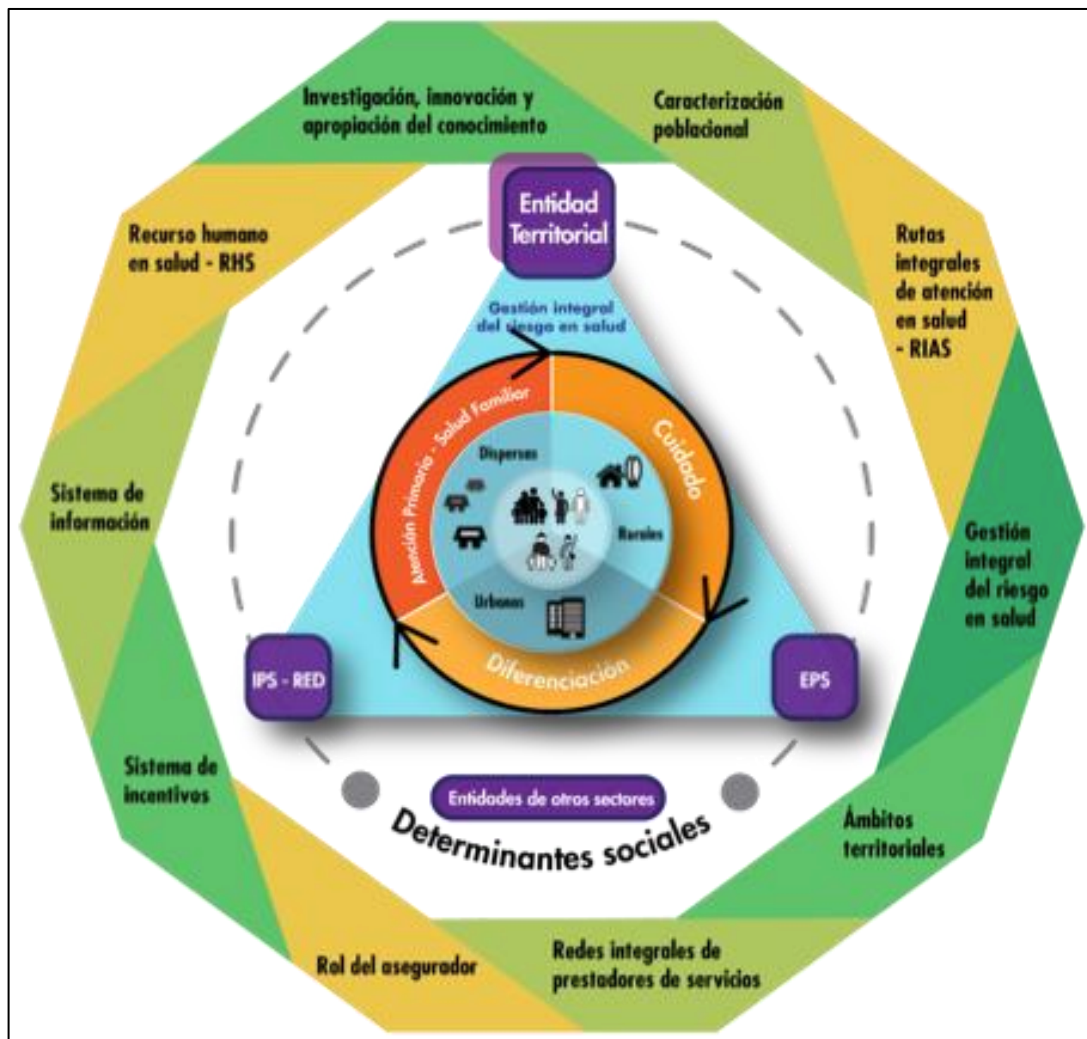 Investigación, innovación y
apropiación del conocimiento
Caracterización
poblacional
Rutas
integrales
de atención
en salud
- RIAS
Gestión
integral
del riesgo
en salud
Ámbitos
territoriales
Redes integrales de
prestadores de servicios
Rol del asegurador
Sistema de
incentivos
Sistema de
información
Recurso humano
en salud - RHS
Entidad
Territorial
Gestión integral
del riesgo en salud
Atención Primaria - Salud Familiar
Cuidado
Diferenciación
Dispersas
Rurales
Urbanas
IPS - RED
EPS
Entidades de otros sectores
Determinantes sociales